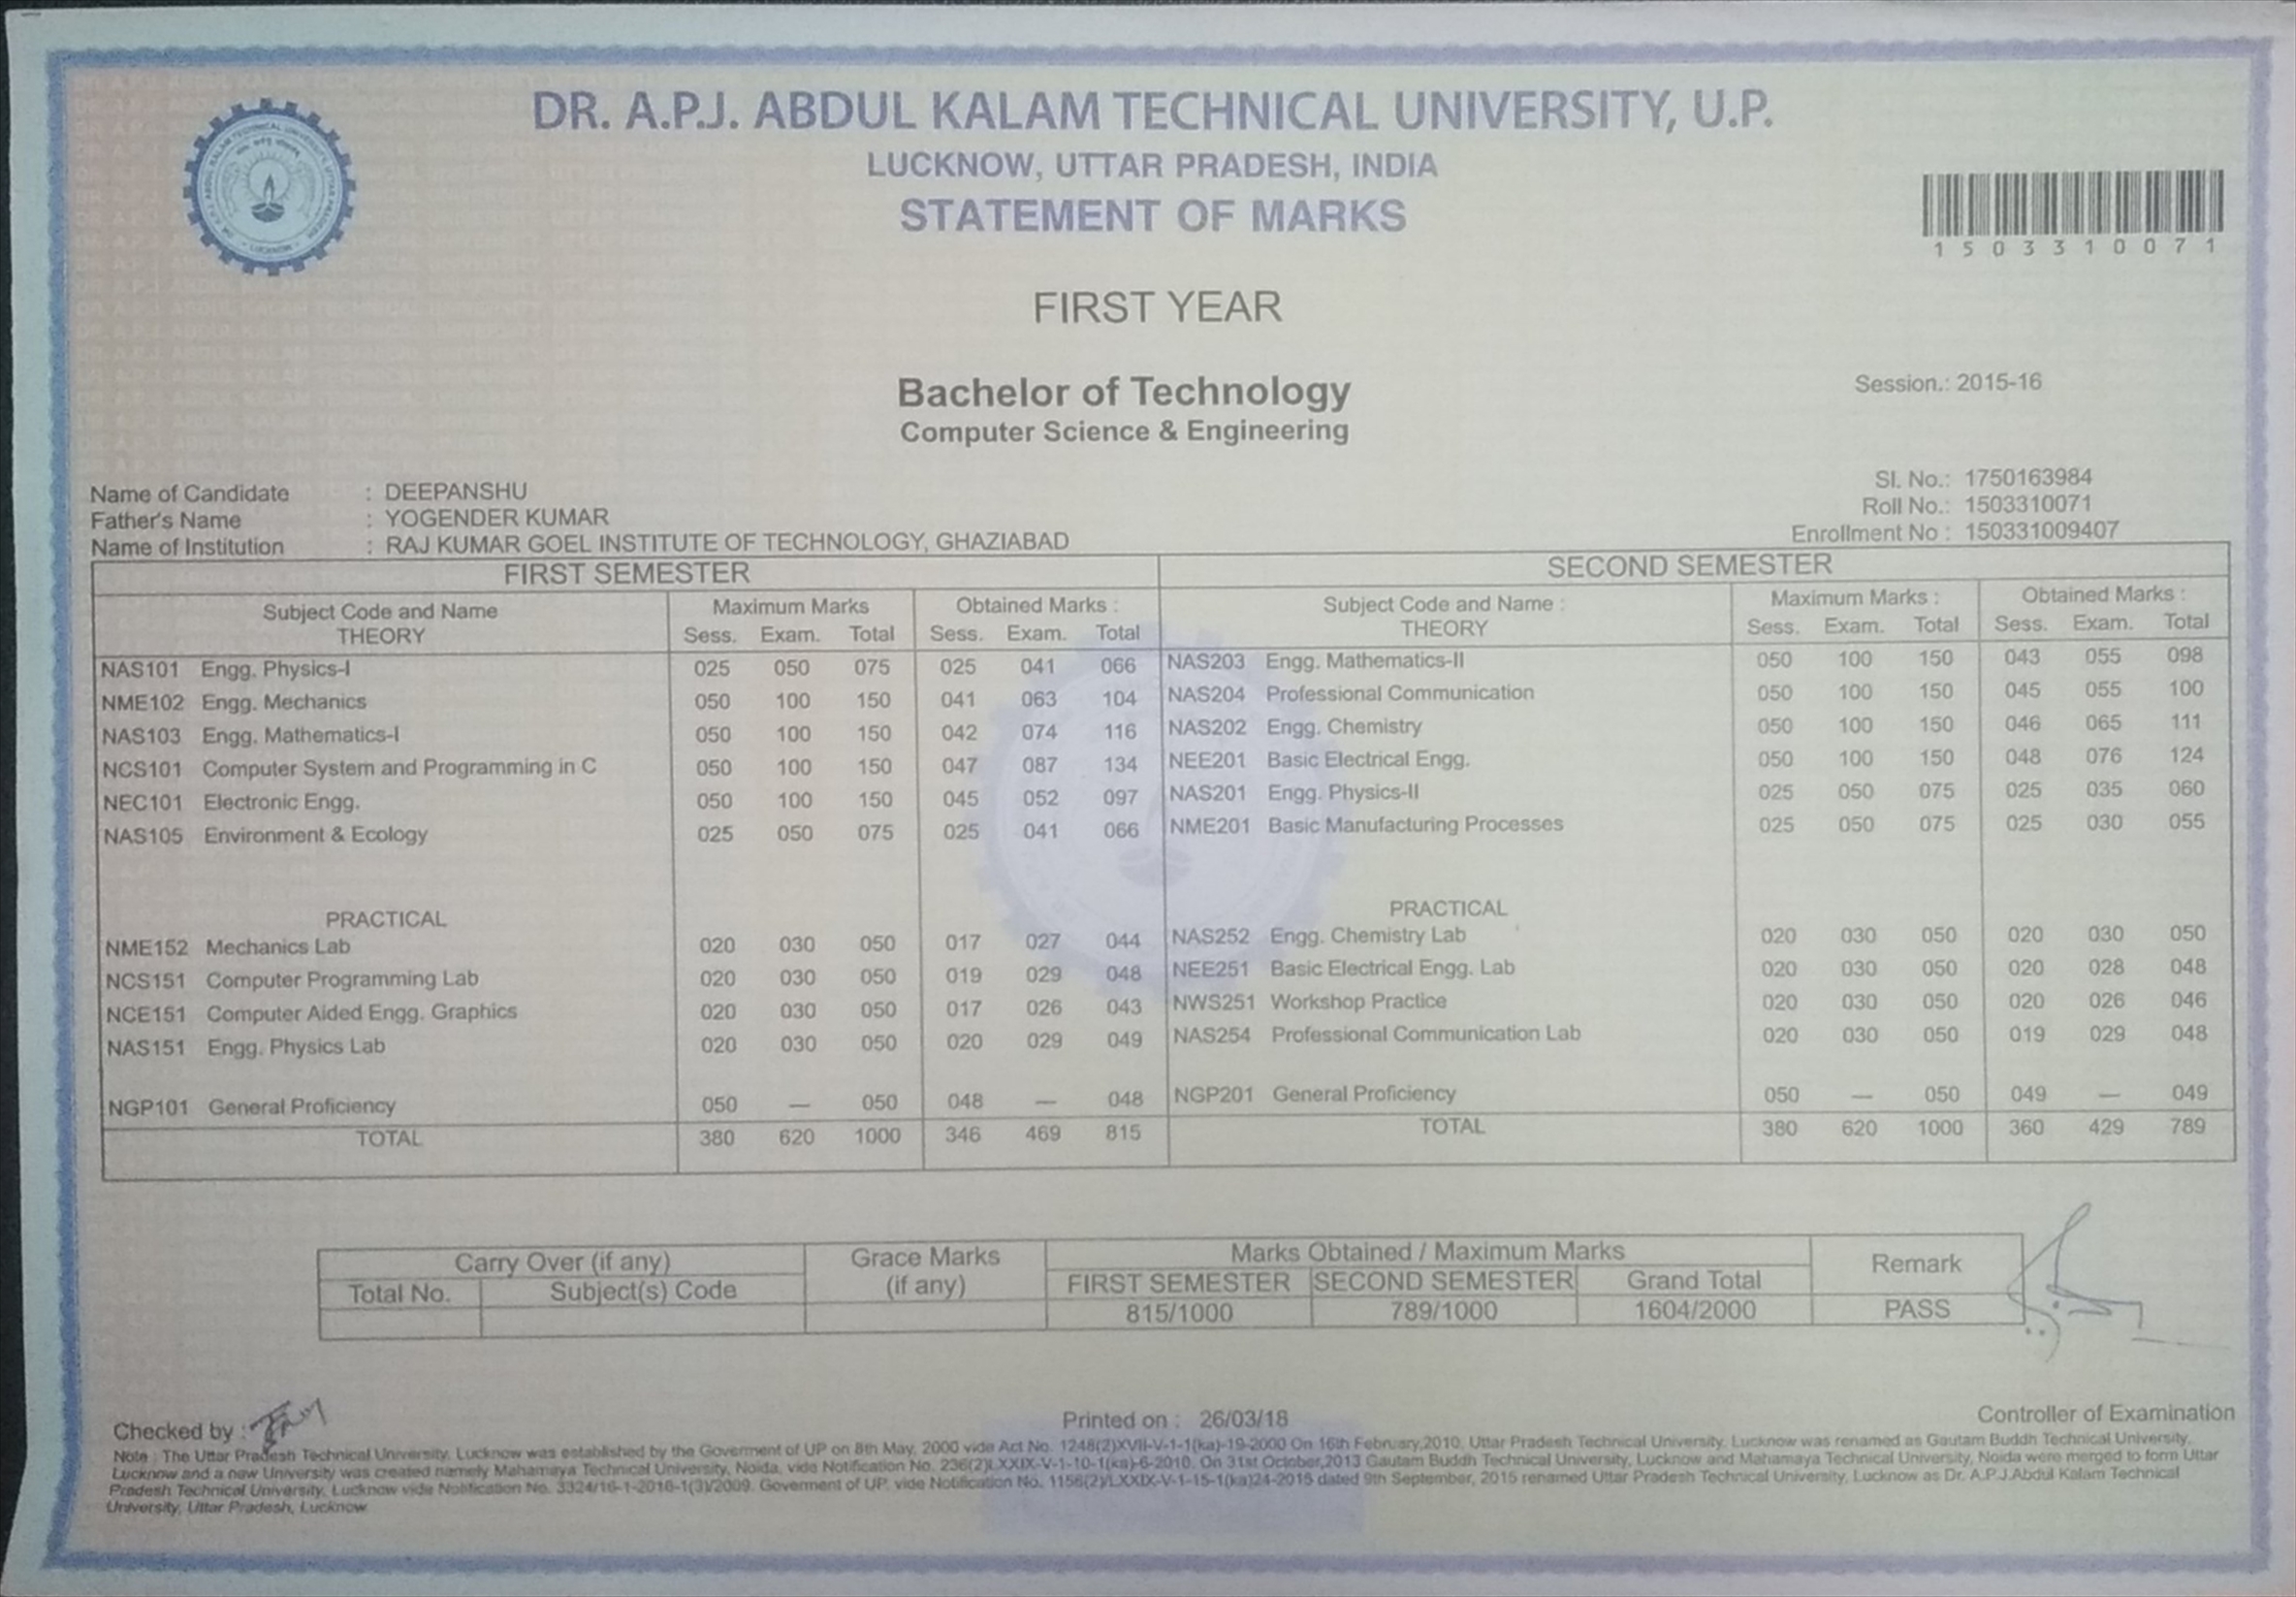 DR. A.P.J. ABDUL KALAM TECHNICAL UNIVERSITY, U.P.
LUCKNOW, UTTAR PRADESH, INDIA
STATEMENT OF MARKS
1503310071
FIRST YEAR
Bachelor of Technology
Session.: 2015-16
Computer Science & Engineering
Sl. No.: 1750163984
Name of Candidate : DEEPANSHU
Roll No.: 1503310071
Father's Name : YOGENDER KUMAR
Enrollment No : 150331009407
Name of Institution : RAJ KUMAR GOEL INSTITUTE OF TECHNOLOGY, GHAZIABAD
FIRST SEMESTER
Subject Code and Name Maximum Marks Obtained Marks :
THEORY Sess. Exam. Total Sess. Exam. Total
NAS101 Engg. Physics-I 025 050 075 025 041 066
NME102 Engg. Mechanics 050 100 150 041 063 104
NAS103 Engg. Mathematics-I 050 100 150 042 074 116
NCS101 Computer System and Programming in C 050 100 150 047 087 134
NEC101 Electronic Engg. 050 100 150 045 052 097
NAS105 Environment & Ecology 025 050 075 025 041 066
PRACTICAL
NME152 Mechanics Lab 020 030 050 017 027 044
NCS151 Computer Programming Lab 020 030 050 019 029 048
NCE151 Computer Aided Engg. Graphics 020 030 050 017 026 043
NAS151 Engg. Physics Lab 020 030 050 020 029 049
NGP101 General Proficiency 050 — 050 048 — 048
TOTAL 380 620 1000 346 469 815
SECOND SEMESTER
Subject Code and Name : Maximum Marks : Obtained Marks :
THEORY Sess. Exam. Total Sess. Exam. Total
NAS203 Engg. Mathematics-II 050 100 150 043 055 098
NAS204 Professional Communication 050 100 150 045 055 100
NAS202 Engg. Chemistry 050 100 150 046 065 111
NEE201 Basic Electrical Engg. 050 100 150 048 076 124
NAS201 Engg. Physics-II 025 050 075 025 035 060
NME201 Basic Manufacturing Processes 025 050 075 025 030 055
PRACTICAL
NAS252 Engg. Chemistry Lab 020 030 050 020 030 050
NEE251 Basic Electrical Engg. Lab 020 030 050 020 028 048
NWS251 Workshop Practice 020 030 050 020 026 046
NAS254 Professional Communication Lab 020 030 050 019 029 048
NGP201 General Proficiency 050 — 050 049 — 049
TOTAL 380 620 1000 360 429 789
Carry Over (if any) Grace Marks (if any) Marks Obtained / Maximum Marks Remark
Total No. Subject(s) Code FIRST SEMESTER SECOND SEMESTER Grand Total
815/1000 789/1000 1604/2000 PASS
Checked by :
Printed on : 26/03/18
Controller of Examination
Note : The Uttar Pradesh Technical University, Lucknow was established by the Goverment of UP on 8th May, 2000 vide Act No. 1248(2)XVII-V-1-1(ka)-19-2000 On 16th February,2010, Uttar Pradesh Technical University, Lucknow was renamed as Gautam Buddh Technical University,
Lucknow and a new University was created namely Mahamaya Technical University, Noida, vide Notification No. 236(2)LXXIX-V-1-10-1(ka)-6-2010. On 31st October,2013 Gautam Buddh Technical University, Lucknow and Mahamaya Technical University, Noida were merged to form Uttar
Pradesh Technical University, Lucknow vide Notification No. 3324/16-1-2016-1(3)/2009. Goverment of UP, vide Notification No. 1156(2)/LXXIX-V-1-15-1(ka)24-2015 dated 9th September, 2015 renamed Uttar Pradesh Technical University, Lucknow as Dr. A.P.J.Abdul Kalam Technical
University, Uttar Pradesh, Lucknow